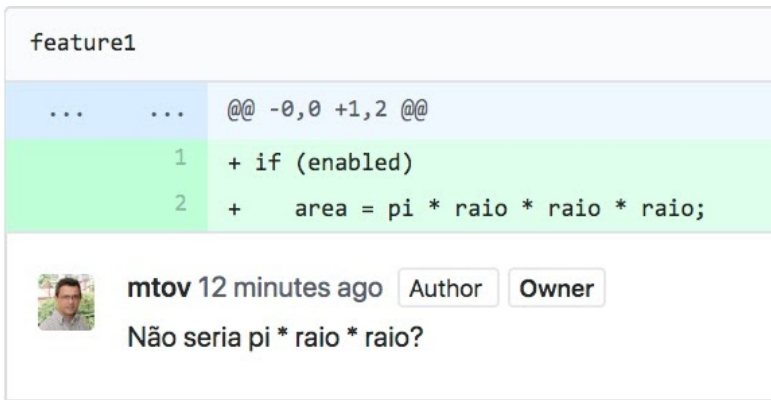 feature1
... ... @@ -0,0 +1,2 @@
1 + if (enabled)
2 + area = pi * raio * raio * raio;
mtov 12 minutes ago Author Owner
Não seria pi * raio * raio?